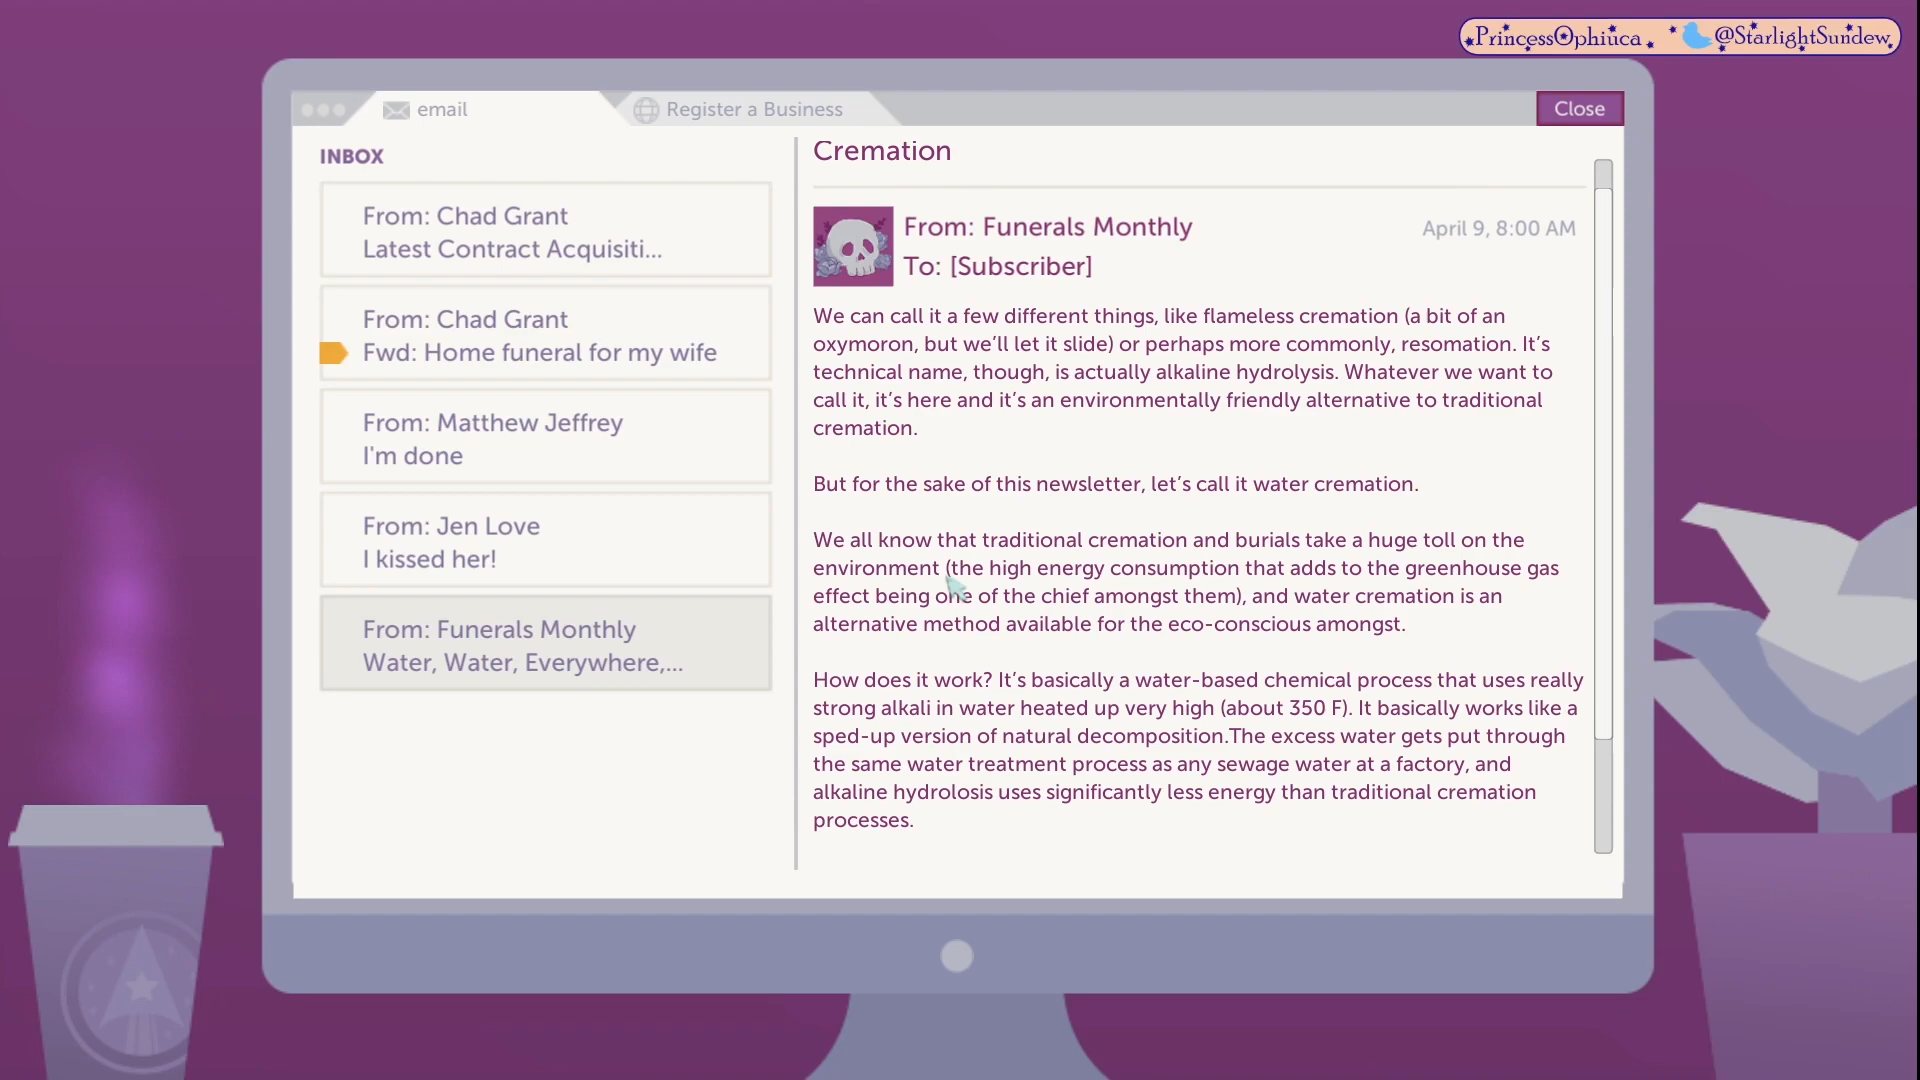 PrincessOphiuca
@StarlightSundew
email
Register a Business
Close
INBOX
From: Chad Grant
Latest Contract Acquisiti...
From: Chad Grant
Fwd: Home funeral for my wife
From: Matthew Jeffrey
I'm done
From: Jen Love
I kissed her!
From: Funerals Monthly
Water, Water, Everywhere,...
Cremation
From: Funerals Monthly
April 9, 8:00 AM
To: [Subscriber]
We can call it a few different things, like flameless cremation (a bit of an
oxymoron, but we’ll let it slide) or perhaps more commonly, resomation. It’s
technical name, though, is actually alkaline hydrolysis. Whatever we want to
call it, it’s here and it’s an environmentally friendly alternative to traditional
cremation.
But for the sake of this newsletter, let’s call it water cremation.
We all know that traditional cremation and burials take a huge toll on the
environment (the high energy consumption that adds to the greenhouse gas
effect being one of the chief amongst them), and water cremation is an
alternative method available for the eco-conscious amongst.
How does it work? It’s basically a water-based chemical process that uses really
strong alkali in water heated up very high (about 350 F). It basically works like a
sped-up version of natural decomposition.The excess water gets put through
the same water treatment process as any sewage water at a factory, and
alkaline hydrolosis uses significantly less energy than traditional cremation
processes.